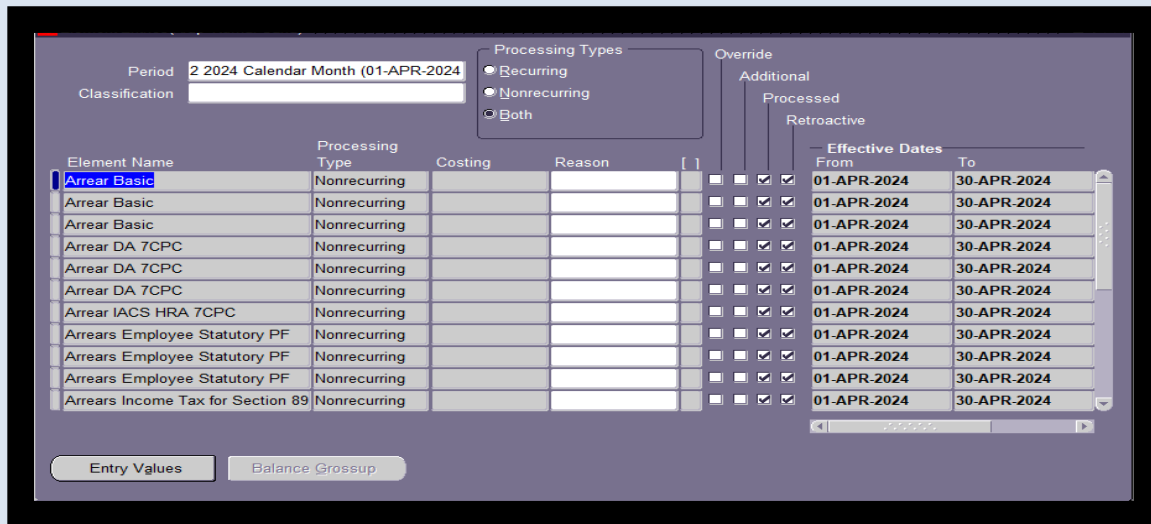 Processing Types
Override
Period 2 2024 Calendar Month (01-APR-2024
Recurring
Additional
Classification
Nonrecurring
Processed
Both
Retroactive
Processing
Effective Dates
Element Name Type Costing Reason [ ] From To
Arrear Basic Nonrecurring 01-APR-2024 30-APR-2024
Arrear Basic Nonrecurring 01-APR-2024 30-APR-2024
Arrear Basic Nonrecurring 01-APR-2024 30-APR-2024
Arrear DA 7CPC Nonrecurring 01-APR-2024 30-APR-2024
Arrear DA 7CPC Nonrecurring 01-APR-2024 30-APR-2024
Arrear DA 7CPC Nonrecurring 01-APR-2024 30-APR-2024
Arrear IACS HRA 7CPC Nonrecurring 01-APR-2024 30-APR-2024
Arrears Employee Statutory PF Nonrecurring 01-APR-2024 30-APR-2024
Arrears Employee Statutory PF Nonrecurring 01-APR-2024 30-APR-2024
Arrears Employee Statutory PF Nonrecurring 01-APR-2024 30-APR-2024
Arrears Income Tax for Section 89 Nonrecurring 01-APR-2024 30-APR-2024
Entry Values Balance Grossup